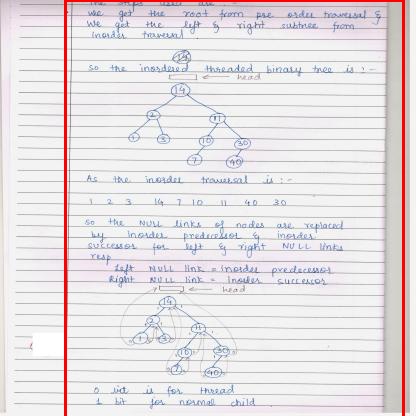 The steps used are :-
We get the root from pre order traversal &
We get the left & right subtree from
Inorder traversal.
14
So the inordered threaded binary tree is :-
head
14
2 11
1 3 10 30
7 40
As the inorder traversal is :-
1 2 3 14 7 10 11 40 30
So the NULL links of nodes are replaced
by inorder predecessor & inorder
successor for left & right NULL links
resp
Left NULL link = inorder predecessor
Right NULL link = inorder successor
head
14
2 11
1 3 10 30
7 40
0 bit is for thread
1 bit for normal child